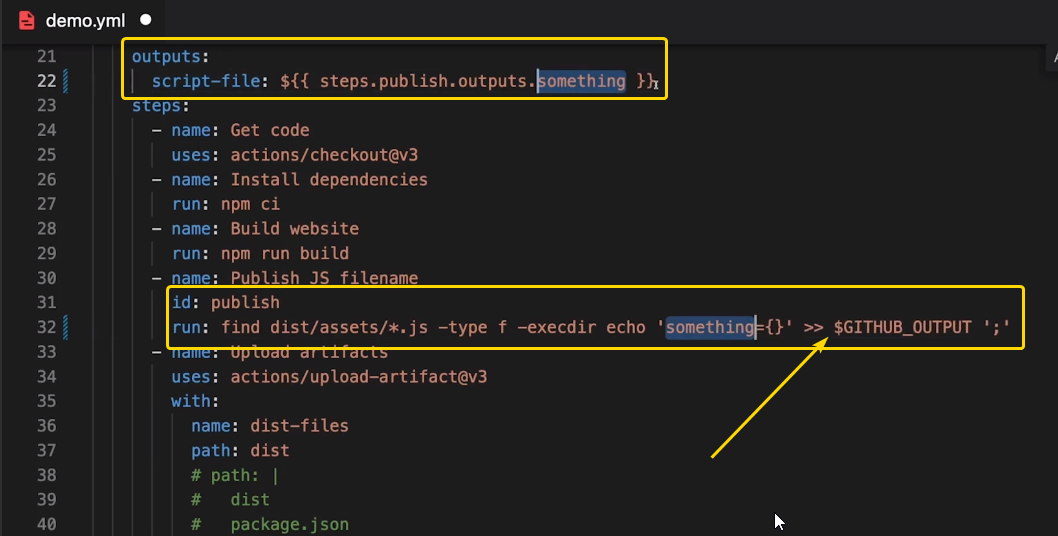 demo.yml
21 outputs:
22 script-file: ${{ steps.publish.outputs.something }}
23 steps:
24 - name: Get code
25 uses: actions/checkout@v3
26 - name: Install dependencies
27 run: npm ci
28 - name: Build website
29 run: npm run build
30 - name: Publish JS filename
31 id: publish
32 run: find dist/assets/*.js -type f -execdir echo 'something={}' >> $GITHUB_OUTPUT ';'
33 - name: Upload artifacts
34 uses: actions/upload-artifact@v3
35 with:
36 name: dist-files
37 path: dist
38 # path: |
39 #   dist
40 #   package.json